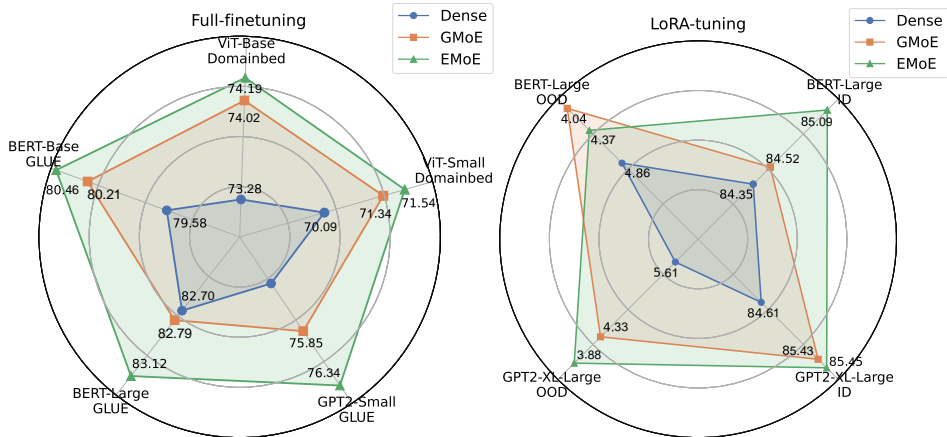 Full-finetuning
Dense
GMoE
EMoE
ViT-Base
Domainbed
74.19
74.02
BERT-Base
GLUE
80.46
80.21
79.58
73.28
ViT-Small
Domainbed
71.54
71.34
70.09
82.70
82.79
83.12
BERT-Large
GLUE
75.85
76.34
GPT2-Small
GLUE
LoRA-tuning
Dense
GMoE
EMoE
BERT-Large
OOD
4.04
4.37
4.86
BERT-Large
ID
85.09
84.52
84.35
5.61
84.61
4.33
3.88
GPT2-XL-Large
OOD
85.43
85.45
GPT2-XL-Large
ID